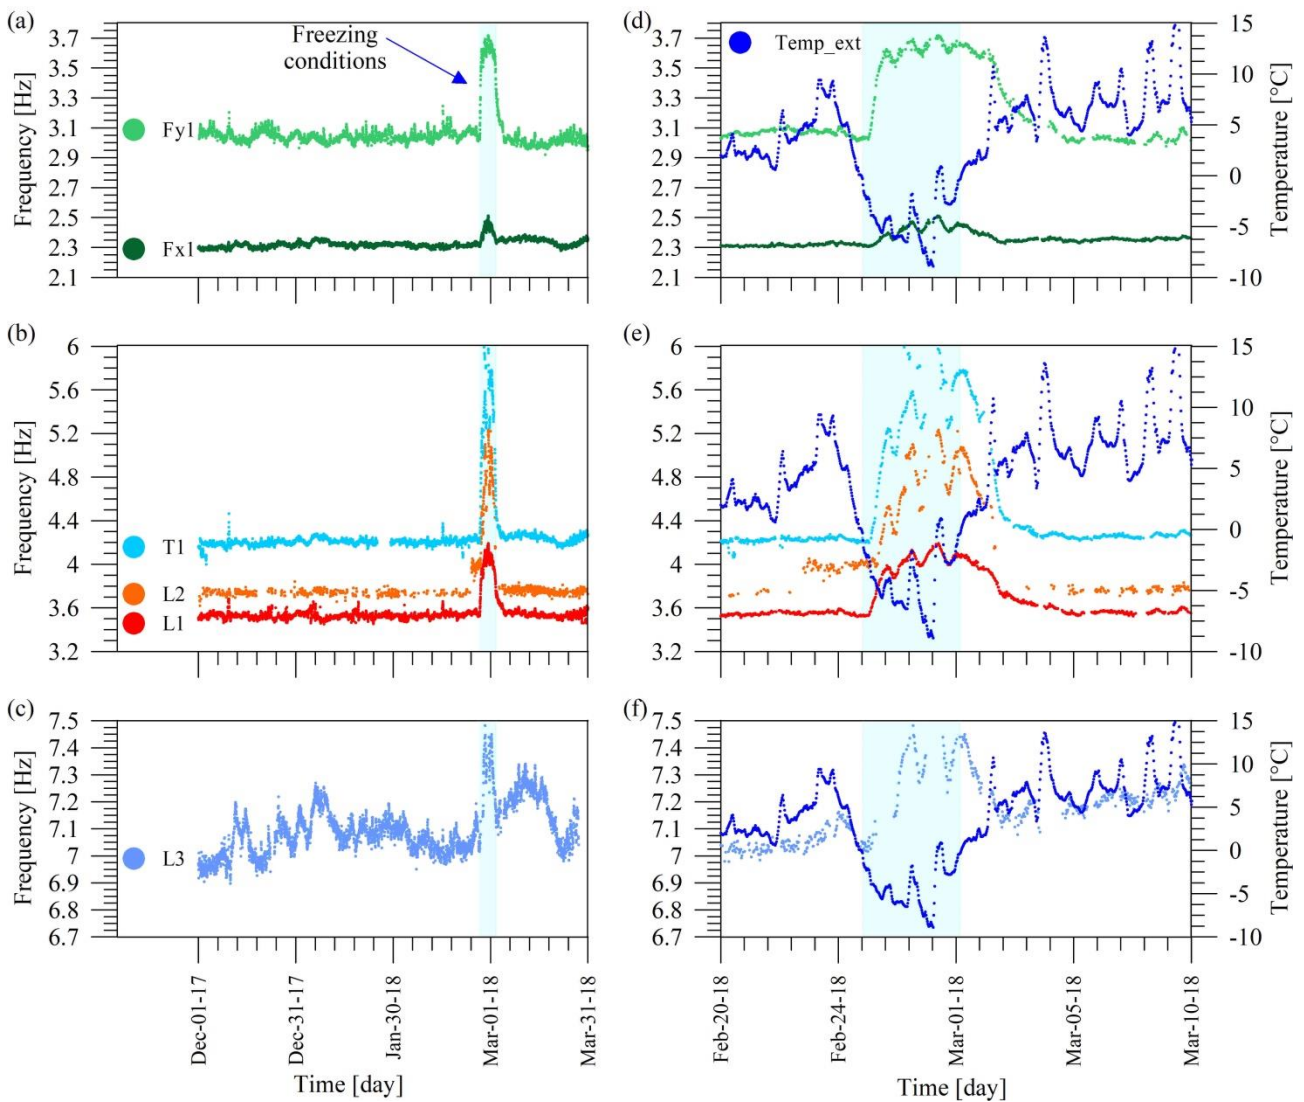 (a)
Frequency [Hz]
3.7
3.5
3.3
3.1
2.9
2.7
2.5
2.3
2.1
Freezing
conditions
Fy1
Fx1
(d)
3.7
3.5
3.3
3.1
2.9
2.7
2.5
2.3
2.1
Temp_ext
15
10
5
0
-5
-10
Temperature [°C]
(b)
Frequency [Hz]
6
5.6
5.2
4.8
4.4
4
3.6
3.2
T1
L2
L1
(e)
6
5.6
5.2
4.8
4.4
4
3.6
3.2
15
10
5
0
-5
-10
Temperature [°C]
(c)
Frequency [Hz]
7.5
7.4
7.3
7.2
7.1
7
6.9
6.8
6.7
L3
(f)
7.5
7.4
7.3
7.2
7.1
7
6.9
6.8
6.7
15
10
5
0
-5
-10
Temperature [°C]
Dec-01-17
Dec-31-17
Jan-30-18
Mar-01-18
Mar-31-18
Time [day]
Feb-20-18
Feb-24-18
Mar-01-18
Mar-05-18
Mar-10-18
Time [day]